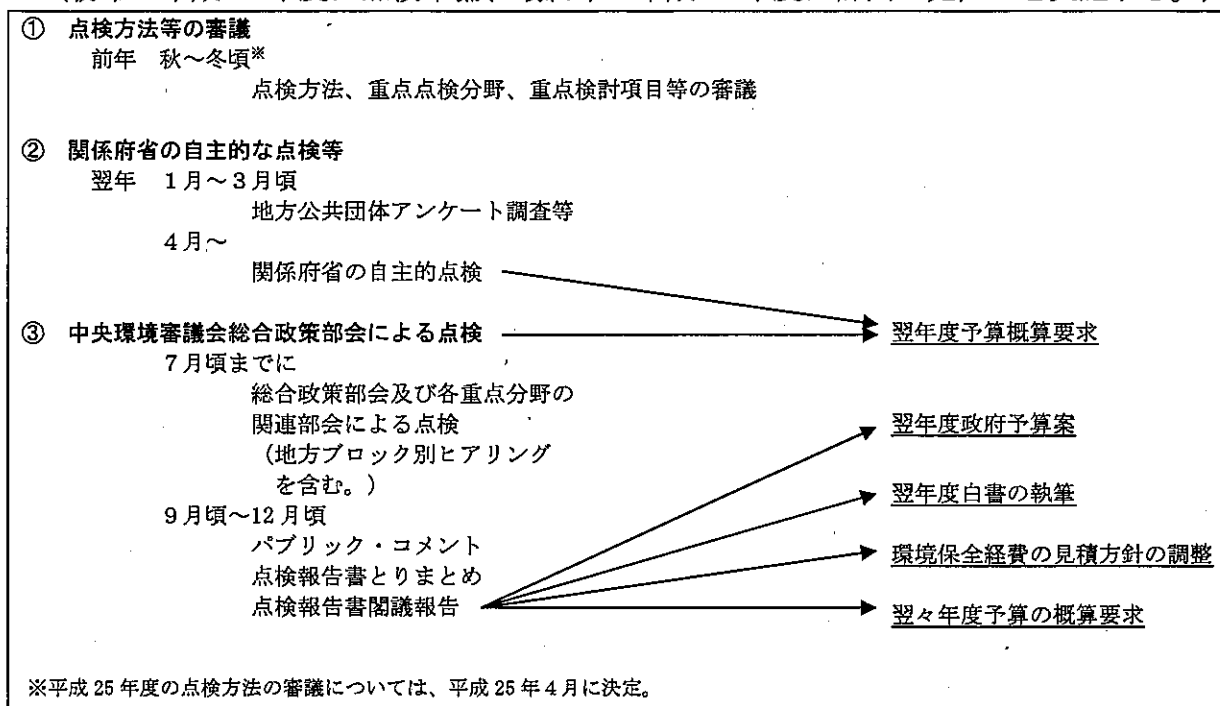 ① 点検方法等の審議
前年 秋~冬頃※
点検方法、重点点検分野、重点検討項目等の審議
② 関係府省の自主的な点検等
翌年 1月~3月頃
地方公共団体アンケート調査等
4月~
関係府省の自主的点検
③ 中央環境審議会総合政策部会による点検
翌年度予算概算要求
7月頃までに
総合政策部会及び各重点分野の
関連部会による点検
翌年度政府予算案
(地方ブロック別ヒアリング
を含む。)
翌年度白書の執筆
9月頃~12月頃
パブリック・コメント
環境保全経費の見積方針の調整
点検報告書とりまとめ
点検報告書閣議報告
翌々年度予算の概算要求
※平成25年度の点検方法の審議については、平成25年4月に決定。